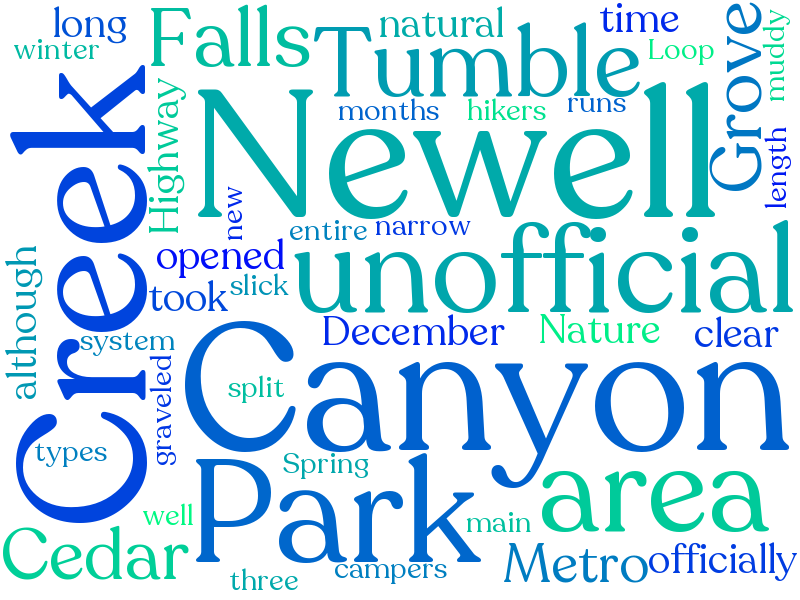 long
Falls
natural
time
Grove
winter
Tumble
Loop
muddy
Creek
Highway
months
hikers
runs
Newell
length
new
entire
narrow
although
opened
slick
unofficial
took
system
December
Nature
clear
graveled
split
Canyon
types
Spring
Park
area
well
main
Cedar
three
campers
Metro
officially